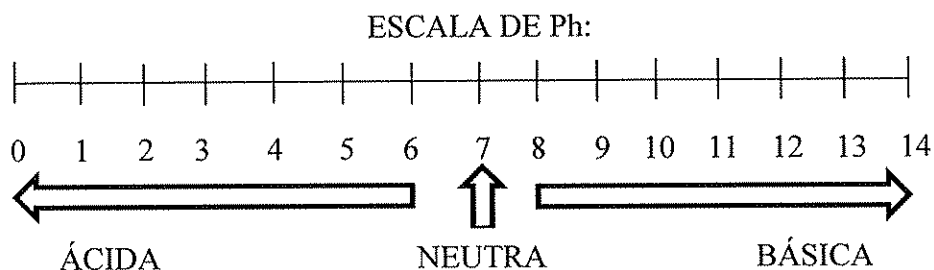 ESCALA DE Ph:
0 1 2 3 4 5 6 7 8 9 10 11 12 13 14
ÁCIDA NEUTRA BÁSICA